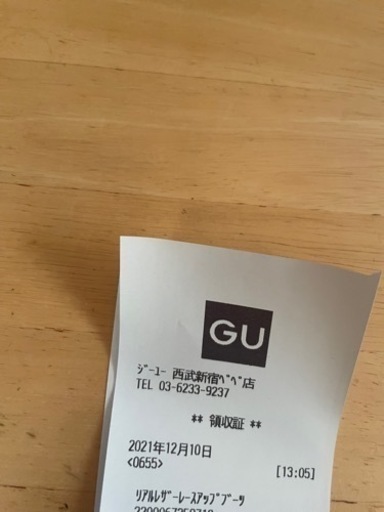 GU
ジーユー 西武新宿ペペ店
TEL 03-6233-9237
** 領収証 **
2021年12月10日
<0655> [13:05]
リアルレザーレースアップブーツ